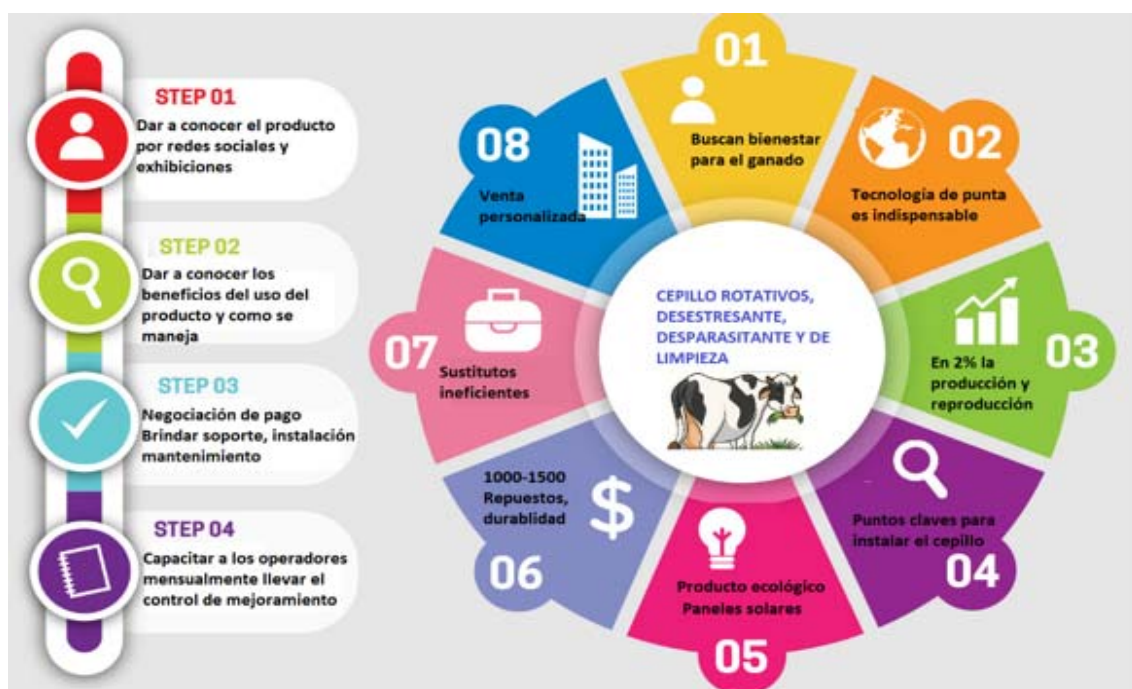 STEP 01
Dar a conocer el producto
por redes sociales y
exhibiciones
STEP 02
Dar a conocer los
beneficios del uso del
producto y como se
maneja
STEP 03
Negociación de pago
Brindar soporte, instalación
mantenimiento
STEP 04
Capacitar a los operadores
mensualmente llevar el
control de mejoramiento
01
Buscan bienestar
para el ganado
02
Tecnología de punta
es indispensable
03
En 2% la
producción y
reproducción
Puntos claves para
instalar el cepillo
04
Producto ecológico
Paneles solares
05
1000-1500
Repuestos,
durablidad
06
07
Sustitutos
ineficientes
08
Venta
personalizada
CEPILLO ROTATIVOS,
DESESTRESANTE,
DESPARASITANTE Y DE
LIMPIEZA